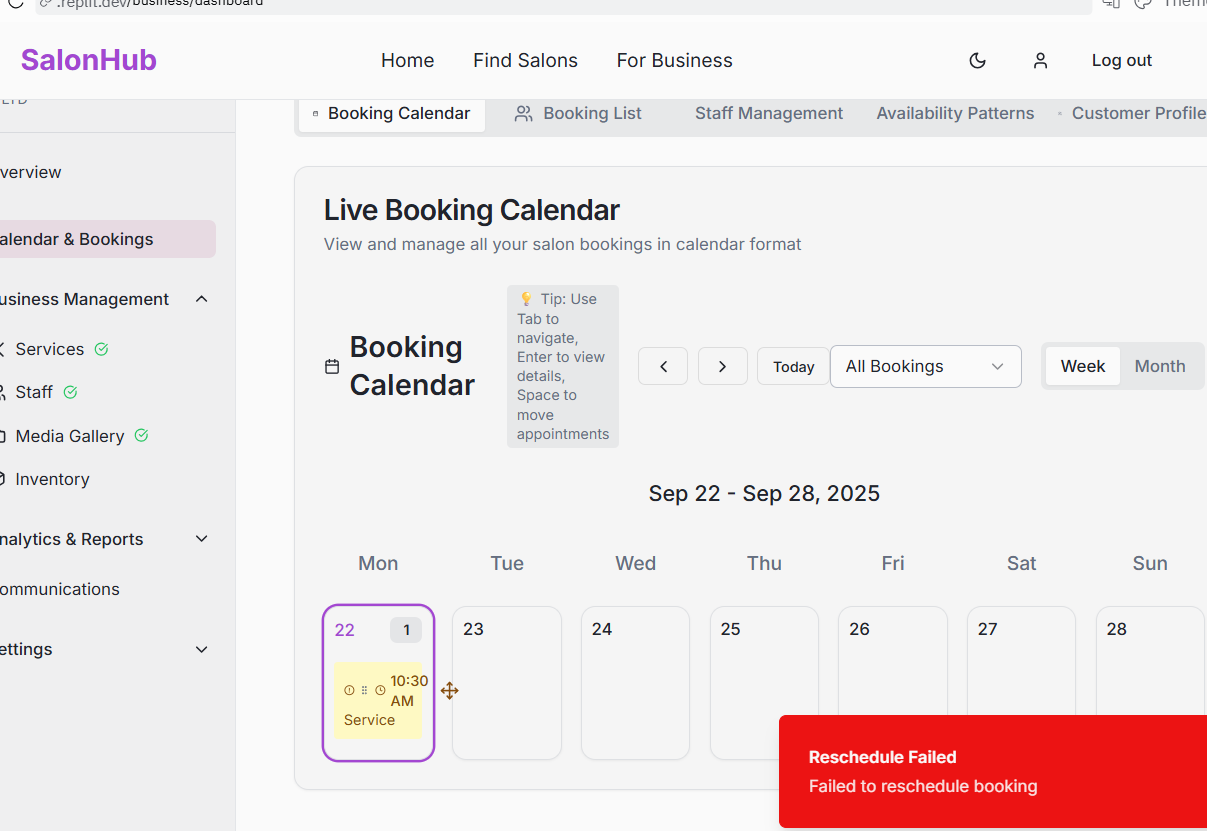 .replit.dev/business/dashboard
SalonHub
Home
Find Salons
For Business
Log out
LTD
Booking Calendar
Booking List
Staff Management
Availability Patterns
Customer Profile
verview
alendar & Bookings
usiness Management
Services
Staff
Media Gallery
Inventory
nalytics & Reports
ommunications
ettings
Live Booking Calendar
View and manage all your salon bookings in calendar format
Booking
Calendar
💡 Tip: Use
Tab to
navigate,
Enter to view
details,
Space to
move
appointments
Today
All Bookings
Week
Month
Sep 22 - Sep 28, 2025
Mon
Tue
Wed
Thu
Fri
Sat
Sun
22
1
23
24
25
26
27
28
10:30
AM
Service
Reschedule Failed
Failed to reschedule booking